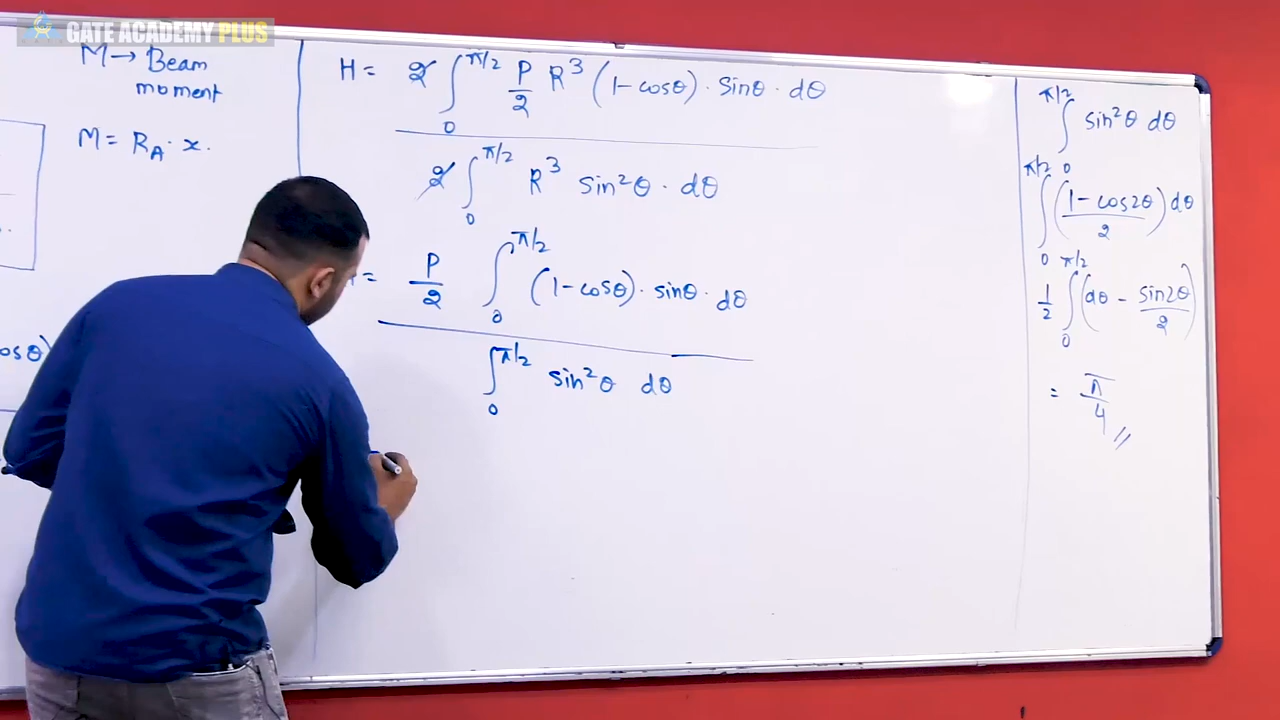 GATE ACADEMY PLUS
M → Beam
moment
M = R_A · x.
osθ)
H = 2 ∫₀^{π/2} P/2 R³ (1-cosθ) · sinθ · dθ
2 ∫₀^{π/2} R³ sin²θ · dθ
= P/2 ∫₀^{π/2} (1-cosθ) · sinθ · dθ
∫₀^{π/2} sin²θ dθ
∫₀^{π/2} sin²θ dθ
∫₀^{π/2} (1-cos2θ / 2) dθ
1/2 ∫₀^{π/2} (dθ - sin2θ / 2)
= π/4 //